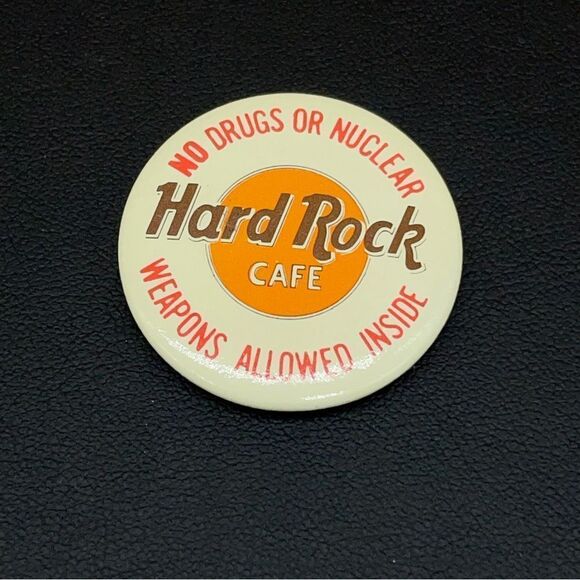 NO DRUGS OR NUCLEAR
Hard Rock
CAFE
WEAPONS ALLOWED INSIDE